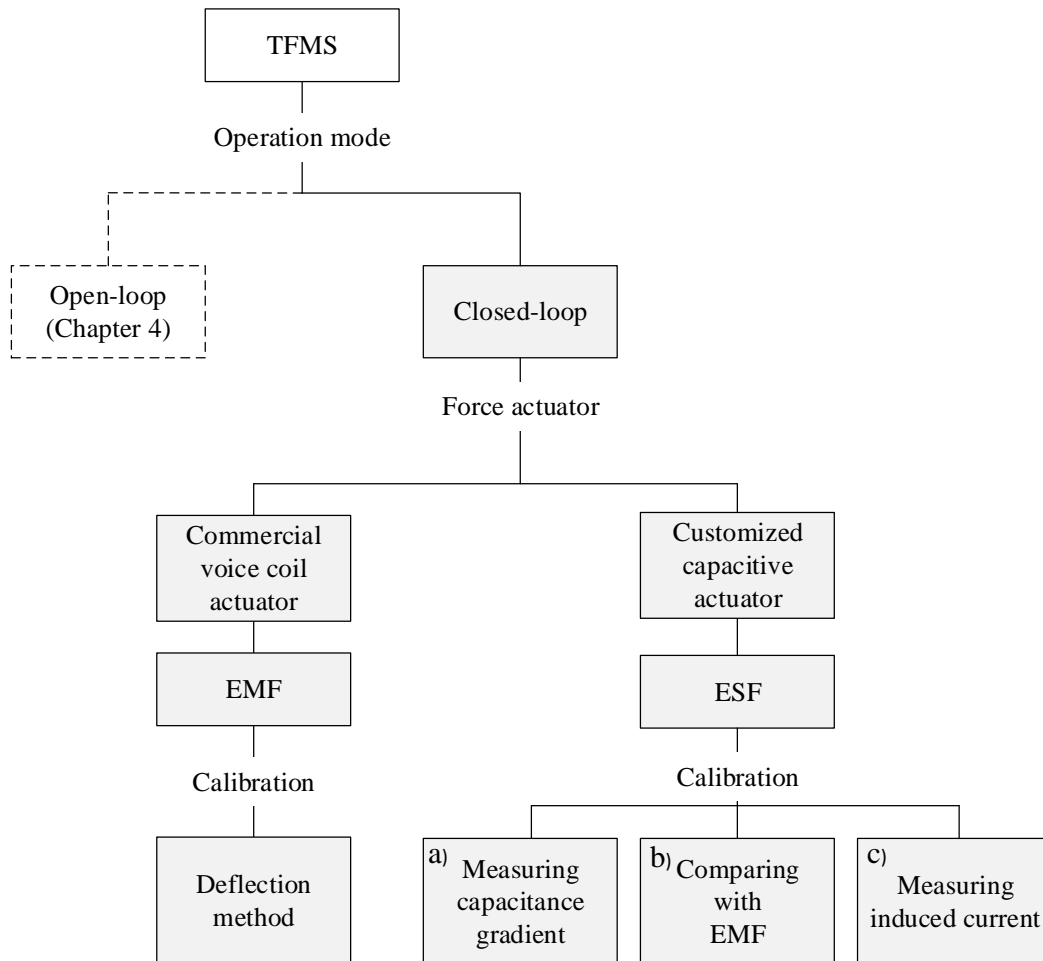 TFMS
Operation mode
Open-loop
(Chapter 4)
Closed-loop
Force actuator
Commercial
voice coil
actuator
Customized
capacitive
actuator
EMF
ESF
Calibration
Calibration
Deflection
method
a) Measuring
capacitance
gradient
b) Comparing
with
EMF
c) Measuring
induced current